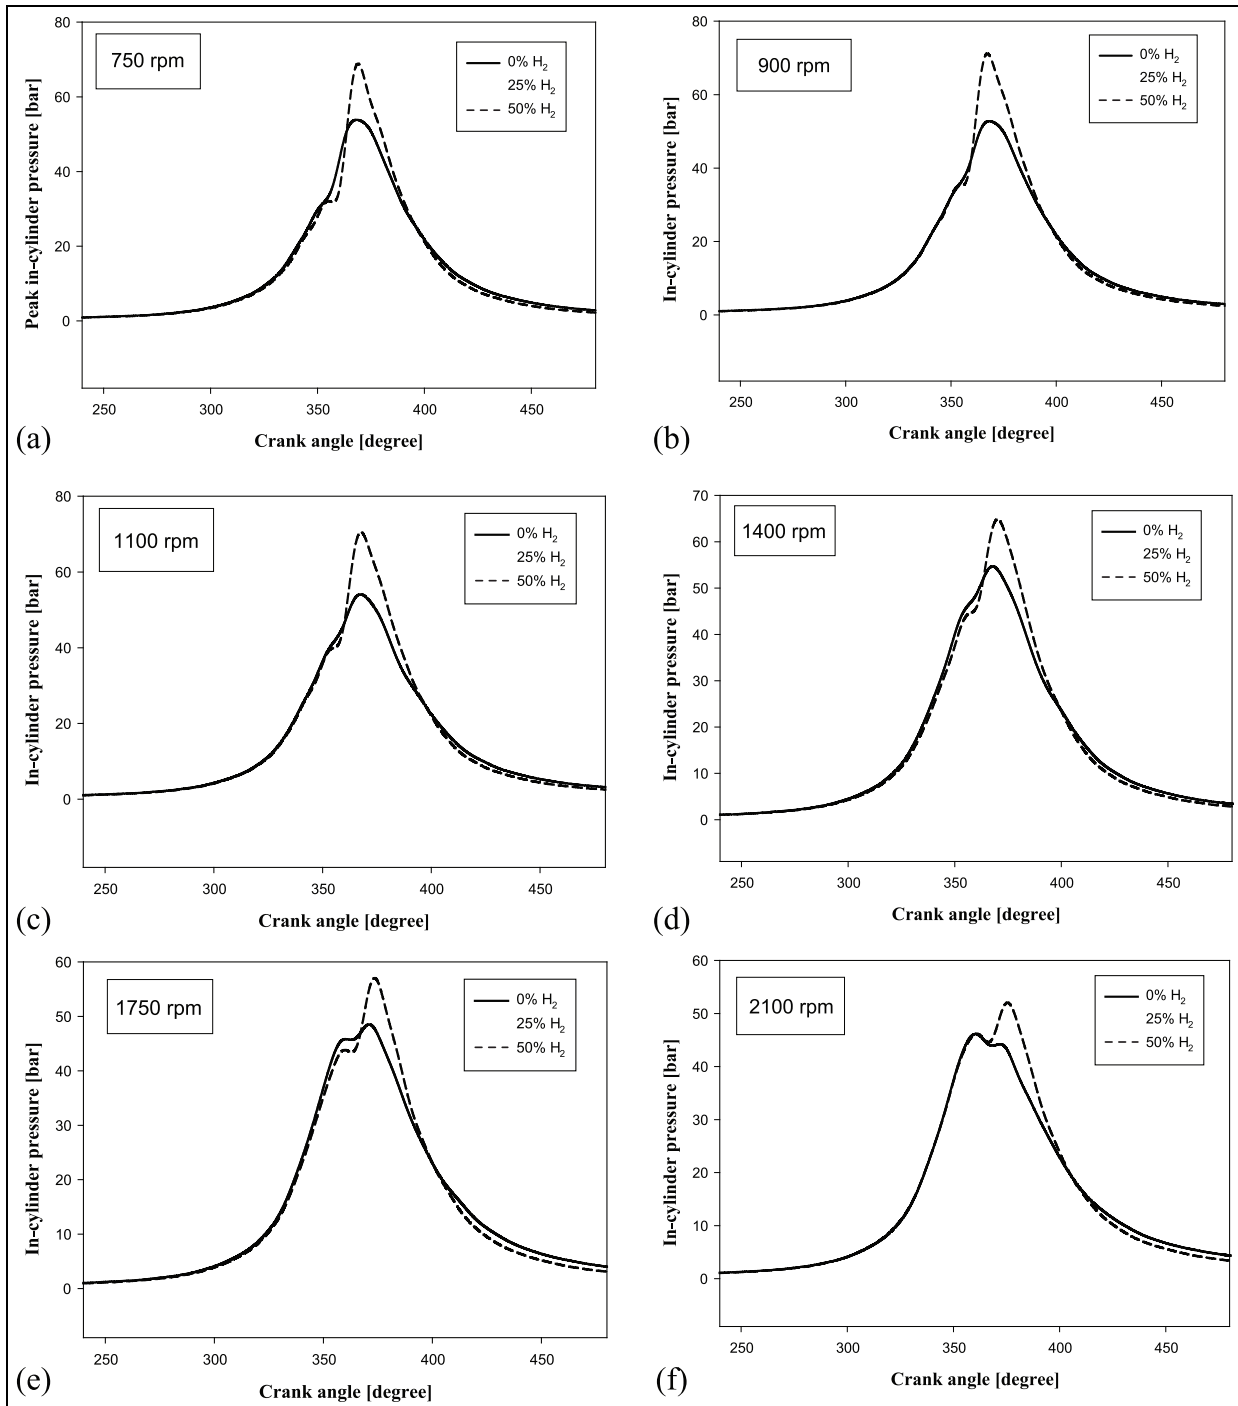 750 rpm
0% H2
25% H2
50% H2
Peak in-cylinder pressure [bar]
80
60
40
20
0
250 300 350 400 450
Crank angle [degree]
(a)
900 rpm
0% H2
25% H2
50% H2
In-cylinder pressure [bar]
80
60
40
20
0
250 300 350 400 450
Crank angle [degree]
(b)
1100 rpm
0% H2
25% H2
50% H2
In-cylinder pressure [bar]
80
60
40
20
0
250 300 350 400 450
Crank angle [degree]
(c)
1400 rpm
0% H2
25% H2
50% H2
In-cylinder pressure [bar]
70
60
50
40
30
20
10
0
250 300 350 400 450
Crank angle [degree]
(d)
1750 rpm
0% H2
25% H2
50% H2
In-cylinder pressure [bar]
60
50
40
30
20
10
0
250 300 350 400 450
Crank angle [degree]
(e)
2100 rpm
0% H2
25% H2
50% H2
In-cylinder pressure [bar]
60
50
40
30
20
10
0
250 300 350 400 450
Crank angle [degree]
(f)